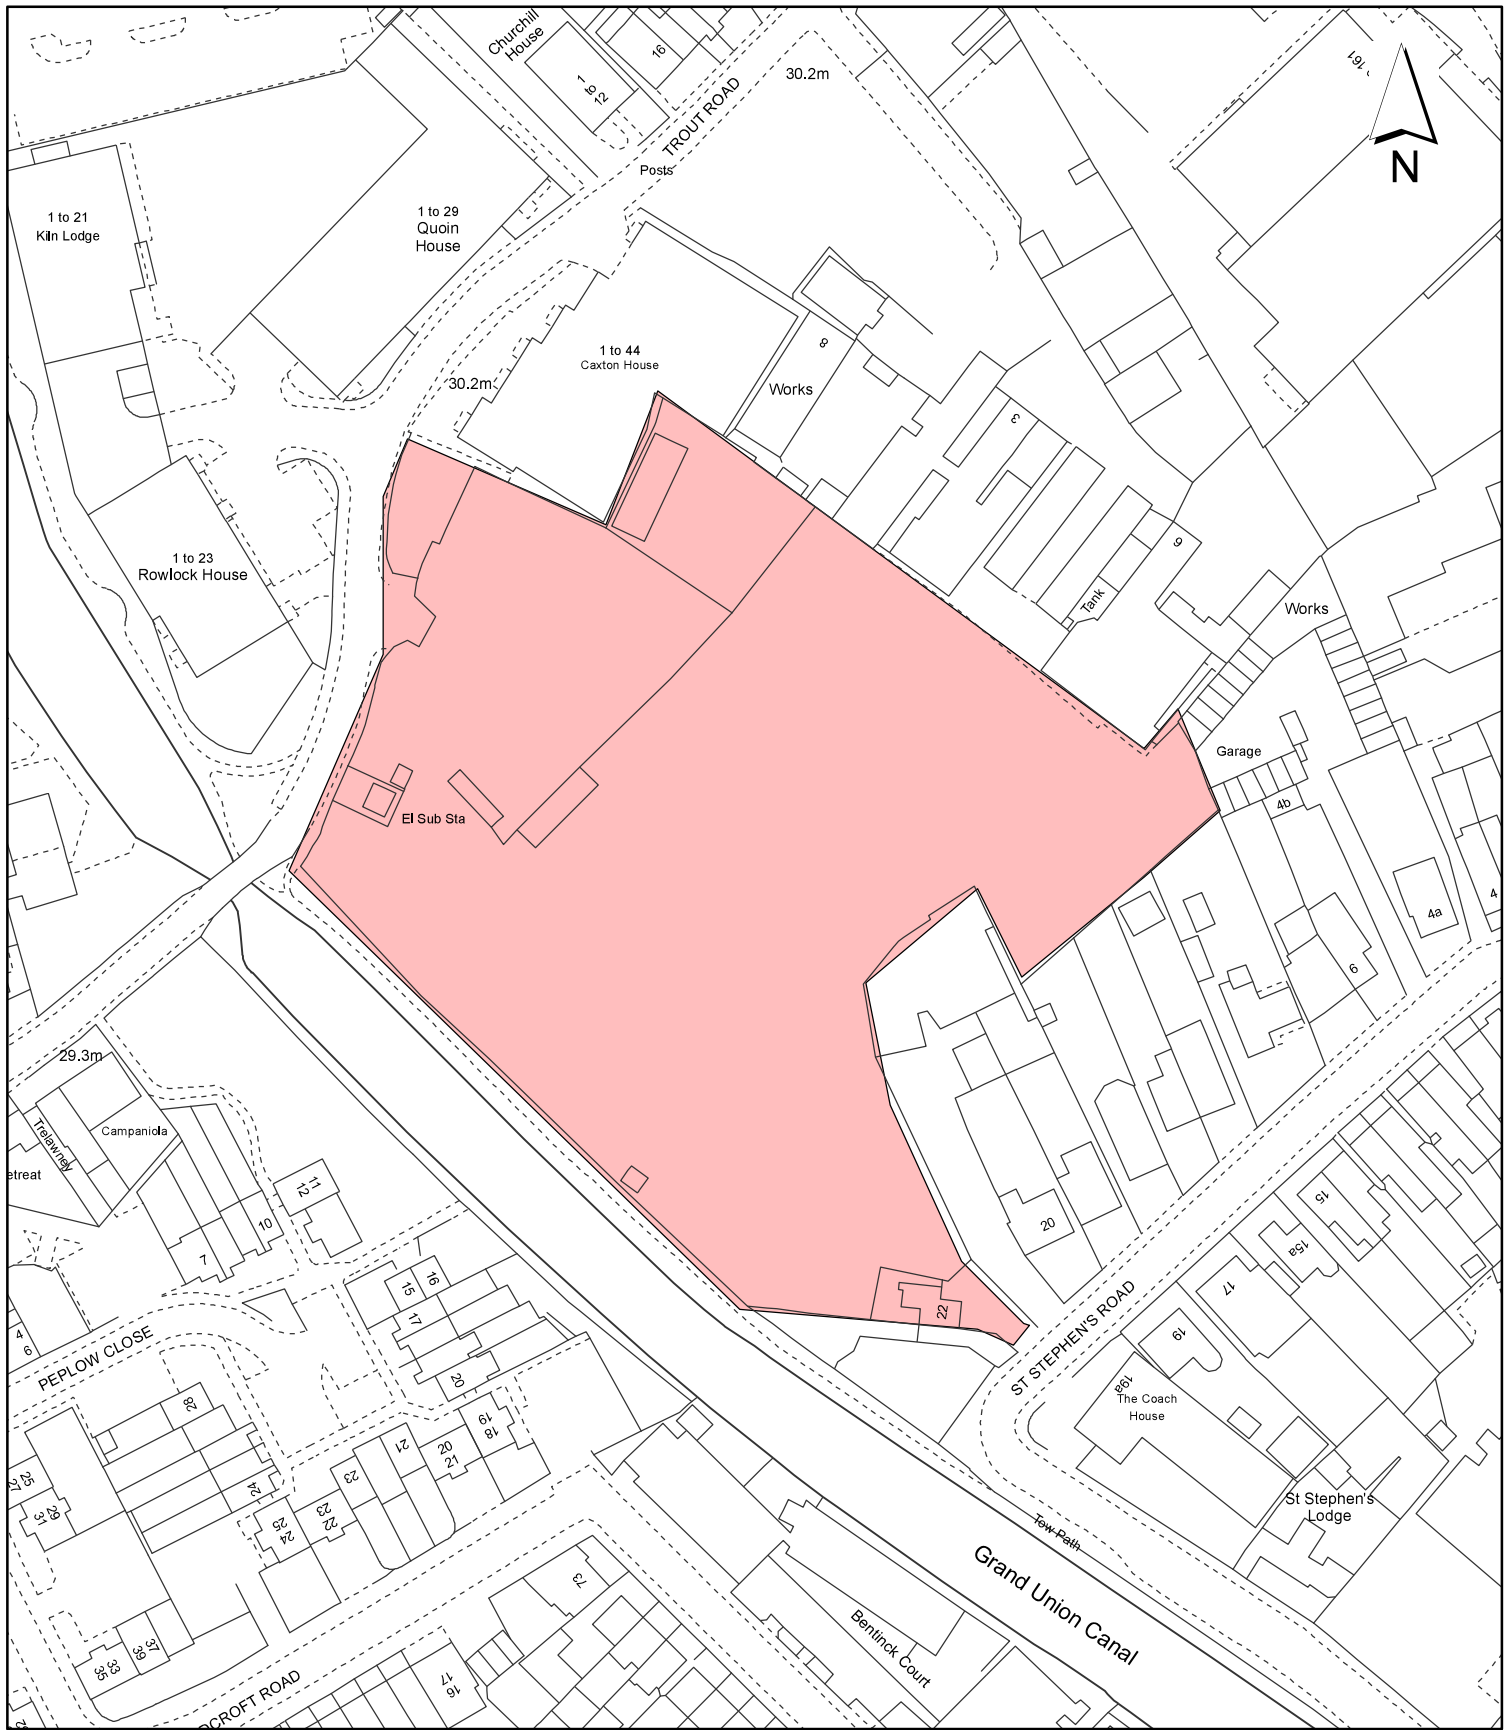 Churchill
House
16
1
to
12
TROUT ROAD
30.2m
Posts
161
N
1 to 21
Kiln Lodge
1 to 29
Quoin
House
30.2m
1 to 44
Caxton House
8
Works
3
1 to 23
Rowlock House
6
Tank
Works
Garage
4b
4a
4
El Sub Sta
6
29.3m
Trelawney
Campaniola
etreat
11
12
10
7
20
15
15a
17
16
15
17
22
ST STEPHEN'S ROAD
19
19a
The Coach
House
4
6
PEPLOW CLOSE
20
28
19
18
21
20
21
23
24
25
27
29
31
23
22
25
24
St Stephen's
Lodge
Tow Path
Grand Union Canal
73
Bentinck Court
37
39
33
35
17
16
DCROFT ROAD